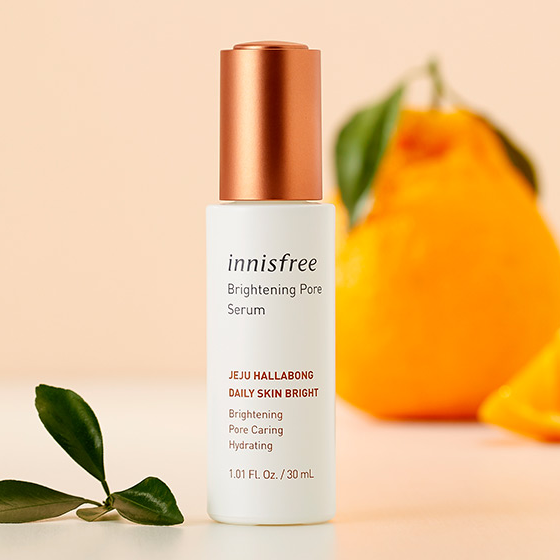 innisfree
Brightening Pore
Serum
JEJU HALLABONG
DAILY SKIN BRIGHT
Brightening
Pore Caring
Hydrating
1.01 FL. Oz. / 30 mL